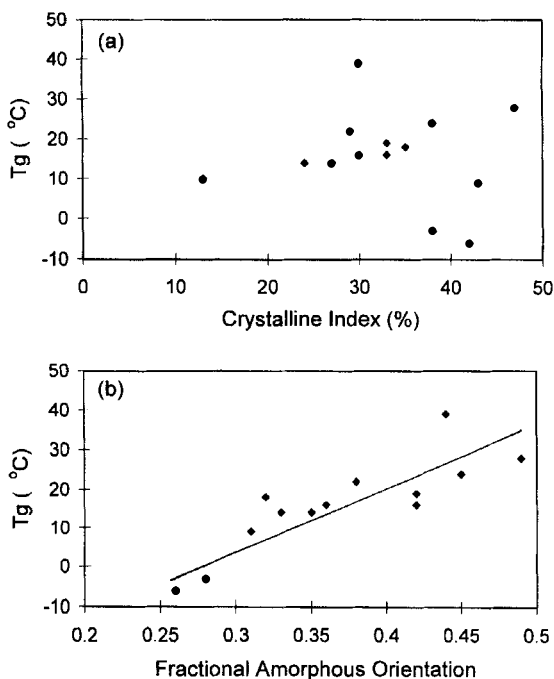 (a)
Tg ( °C)
50
40
30
20
10
0
-10
0 10 20 30 40 50
Crystalline Index (%)
(b)
Tg ( °C)
50
40
30
20
10
0
-10
0.2 0.25 0.3 0.35 0.4 0.45 0.5
Fractional Amorphous Orientation